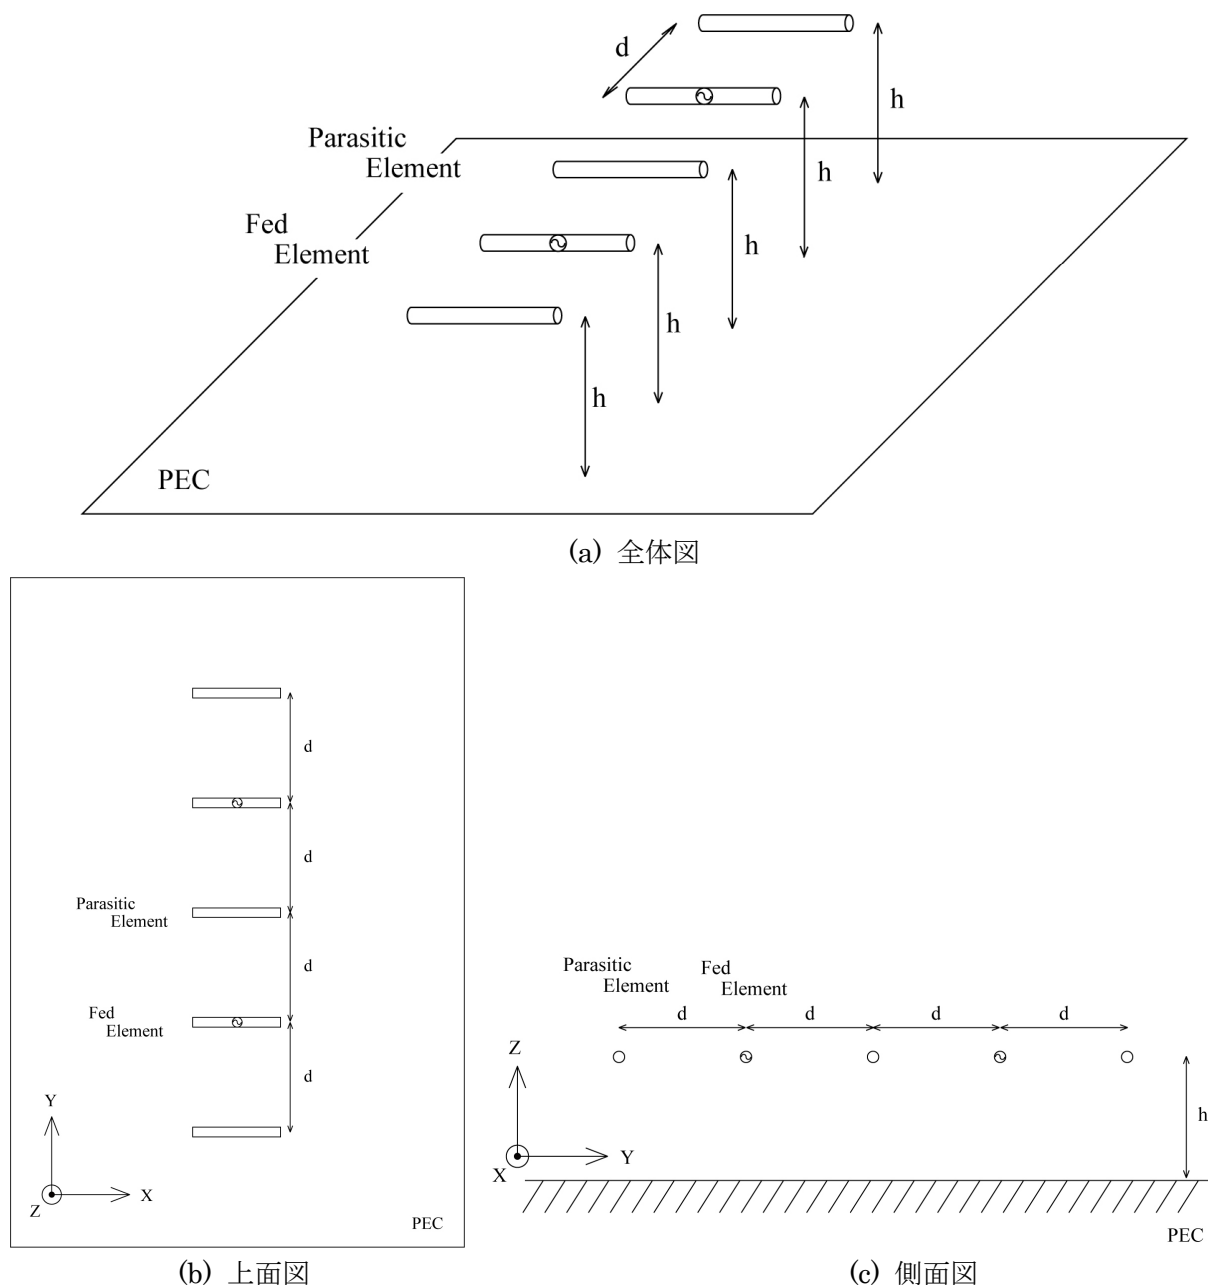 d
h
Parasitic
Element
h
Fed
Element
h
h
h
PEC
(a) 全体図
d
d
Parasitic
Element
d
Fed
Element
d
Y
X
Z
PEC
(b) 上面図
Parasitic
Element
Fed
Element
d d d d
Z
h
X
Y
PEC
(c) 側面図